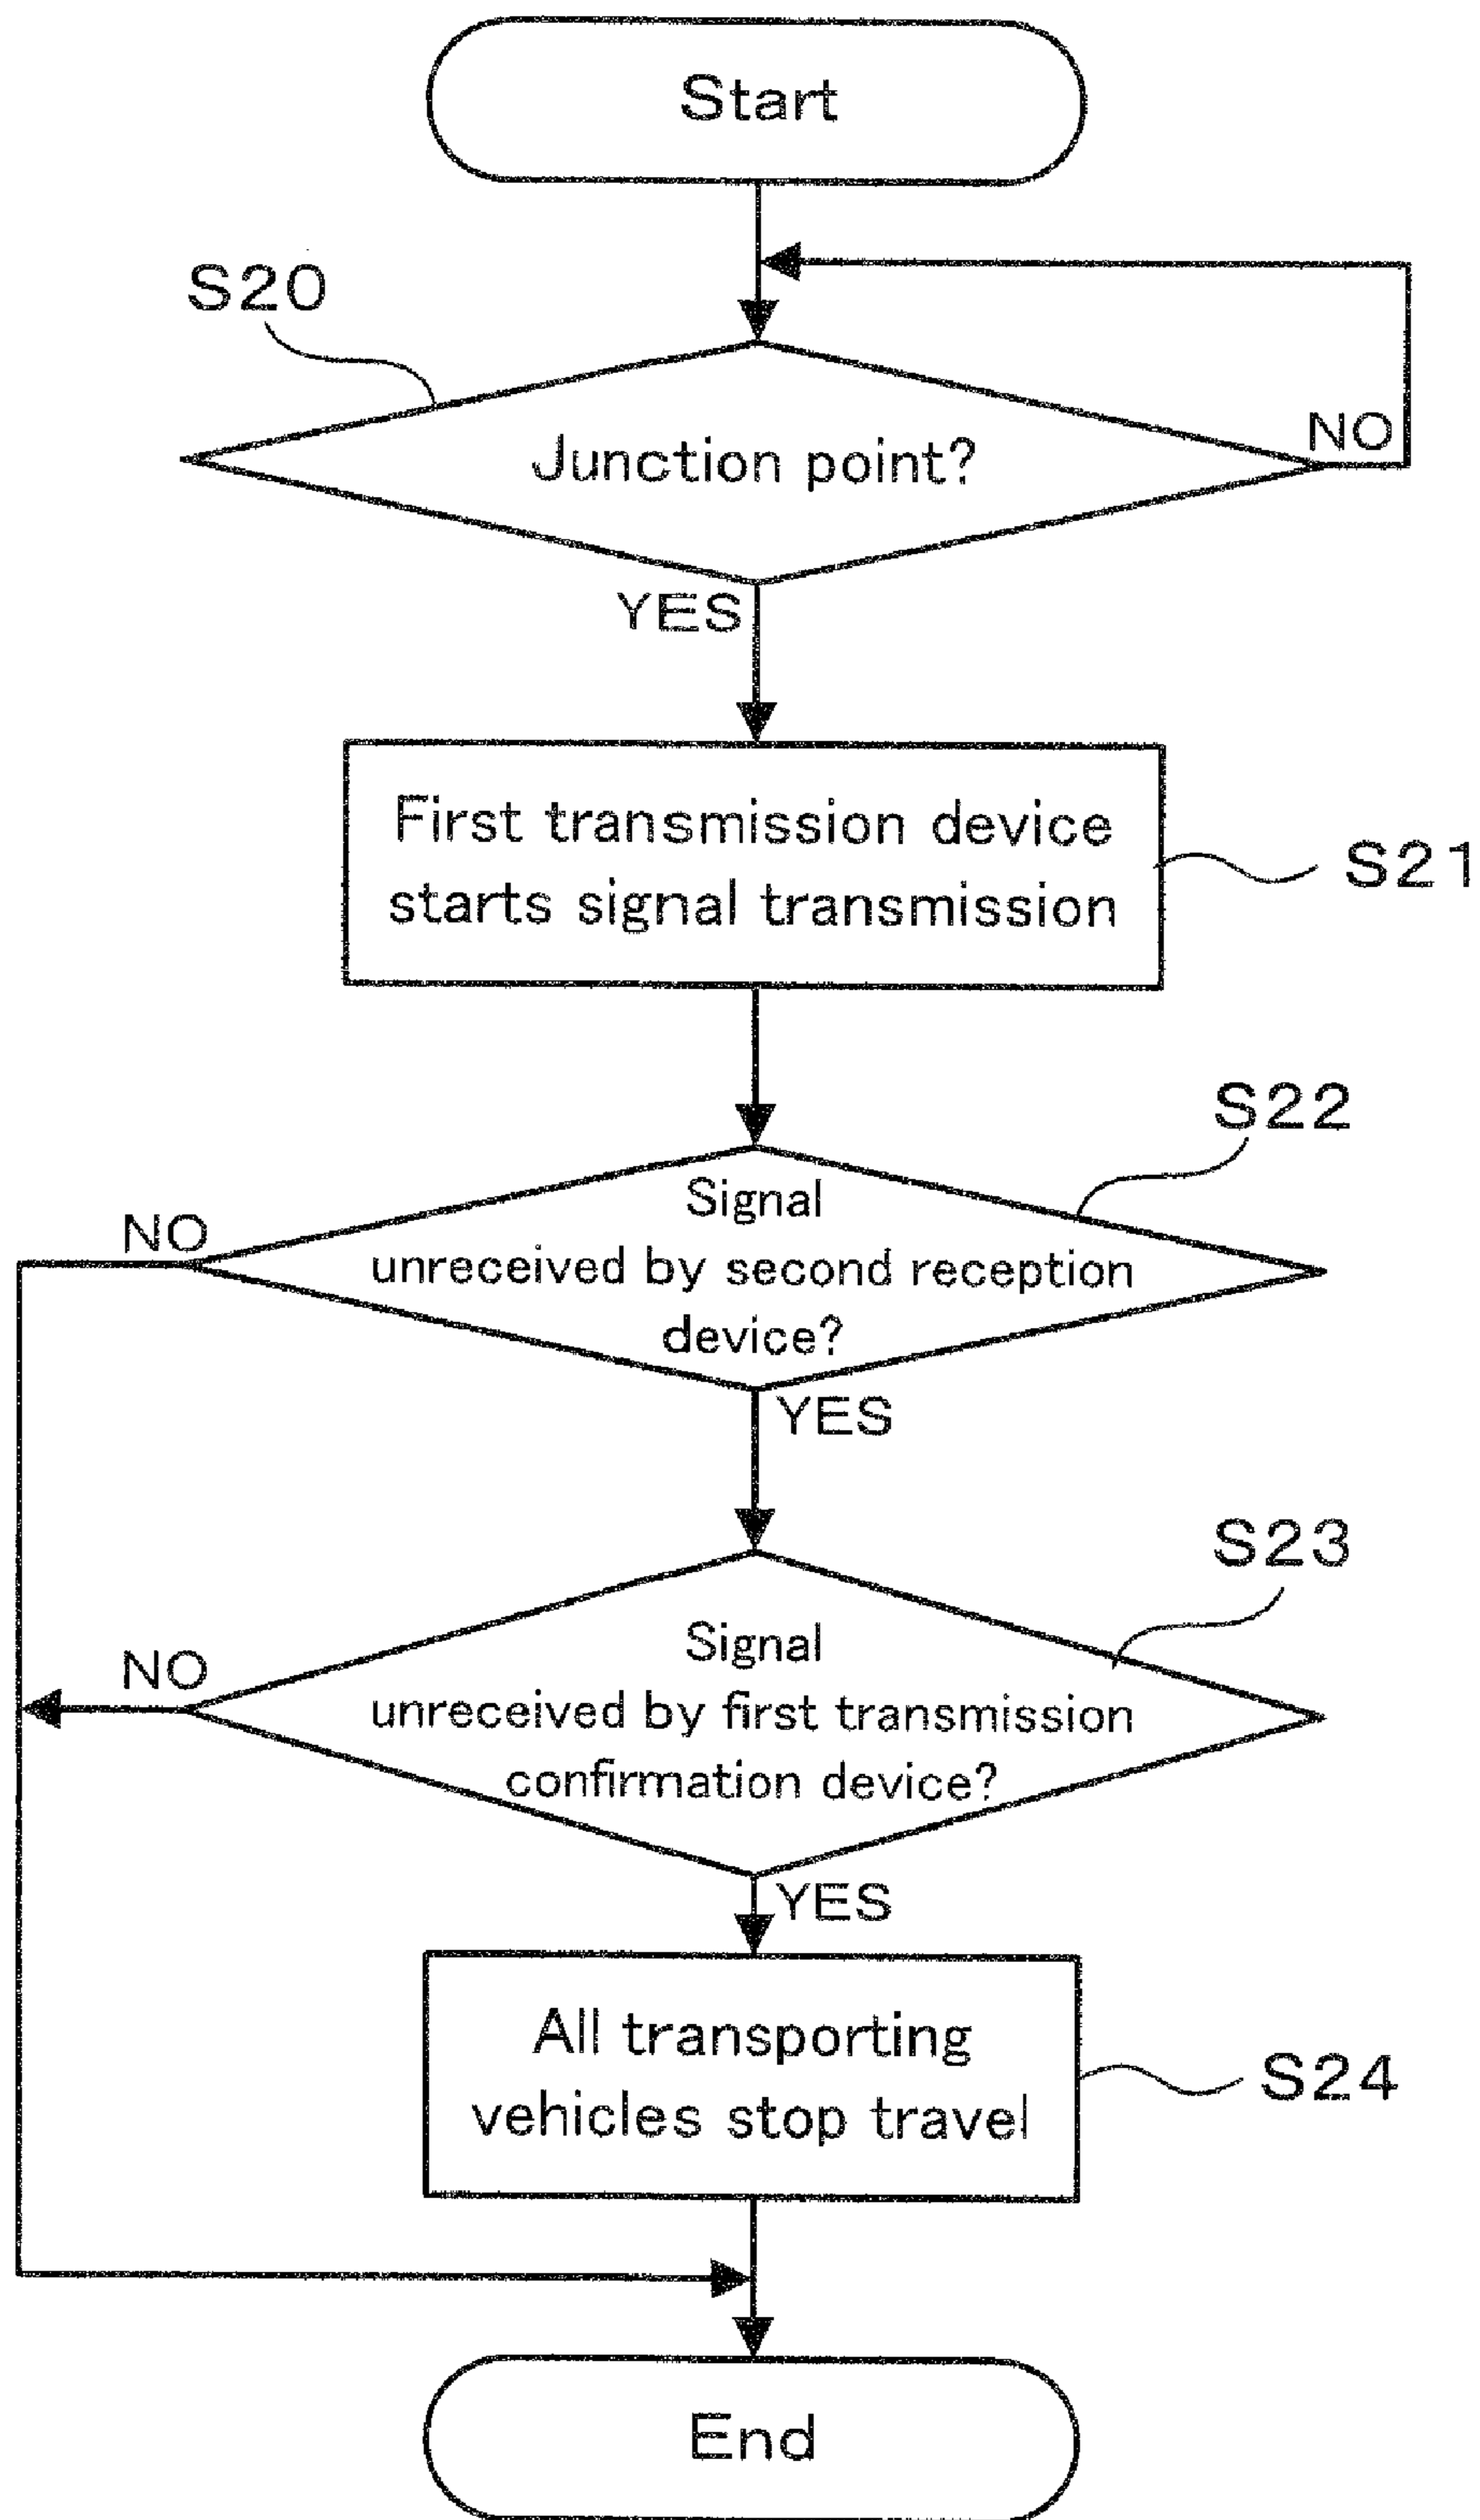 Start
S20
Junction point?
NO
YES
First transmission device
starts signal transmission
S21
S22
Signal
unreceived by second reception
device?
NO
YES
S23
Signal
unreceived by first transmission
confirmation device?
NO
YES
All transporting
vehicles stop travel
S24
End